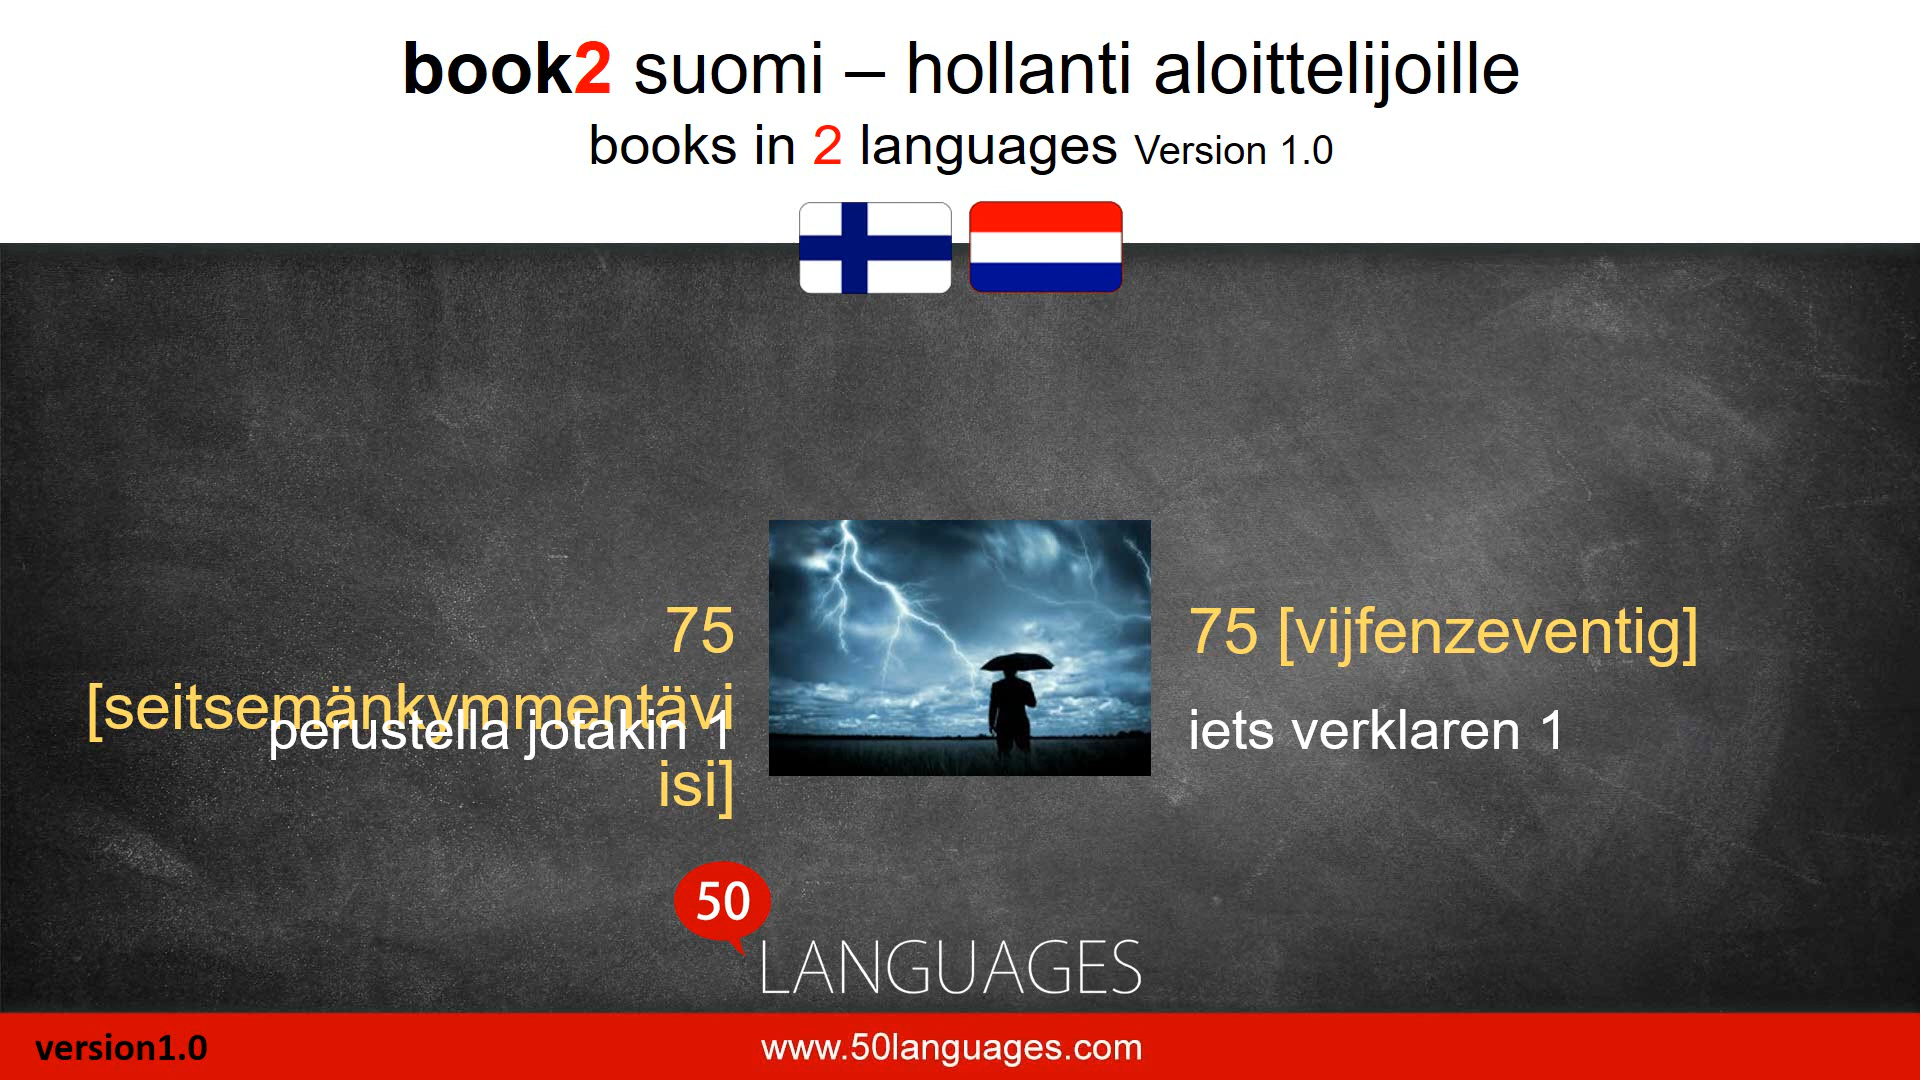 book2 suomi – hollanti aloittelijoille
books in 2 languages Version 1.0
75
[seitsemänkymmentävi
isi]
perustella jotakin 1
75 [vijfenzeventig]
iets verklaren 1
50
LANGUAGES
version1.0
www.50languages.com